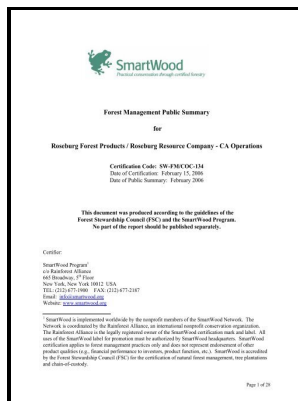 SmartWood
Practical conservation through certified forestry
Forest Management Public Summary
for
Roseburg Forest Products / Roseburg Resource Company - CA Operations
Certification Code: SW-FM/COC-134
Date of Certification: February 15, 2006
Date of Public Summary: February 2006
This document was produced according to the guidelines of the
Forest Stewardship Council (FSC) and the SmartWood Program.
No part of the report should be published separately.
Certifier:
SmartWood Program¹
c/o Rainforest Alliance
665 Broadway, 5th Floor
New York, New York 10012 USA
TEL: (212) 677-1900 FAX: (212) 677-2187
Email: info@smartwood.org
Website: www.smartwood.org
¹ SmartWood is implemented worldwide by the nonprofit members of the SmartWood Network. The
Network is coordinated by the Rainforest Alliance, an international nonprofit conservation organization.
The Rainforest Alliance is the legally registered owner of the SmartWood certification mark and label. All
uses of the SmartWood label for promotion must be authorized by SmartWood headquarters. SmartWood
certification applies to forest management practices only and does not represent endorsement of other
product qualities (e.g., financial performance to investors, product function, etc.). SmartWood is accredited
by the Forest Stewardship Council (FSC) for the certification of natural forest management, tree plantations
and chain-of-custody.
Page 1 of 28